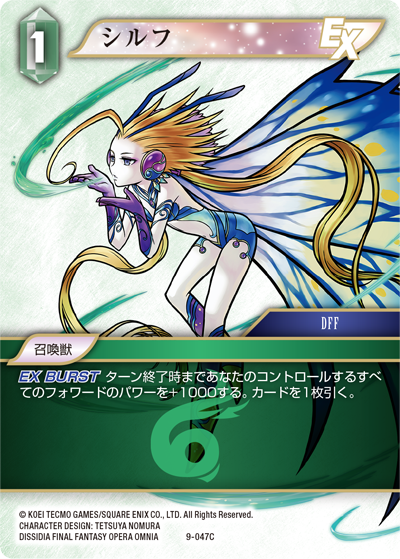 1
シルフ
EX
DFF
召喚獣
EX BURST ターン終了時まであなたのコントロールするすべ
てのフォワードのパワーを+1000する。カードを1枚引く。
© KOEI TECMO GAMES/SQUARE ENIX CO., LTD. All Rights Reserved.
CHARACTER DESIGN: TETSUYA NOMURA
DISSIDIA FINAL FANTASY OPERA OMNIA 9-047C